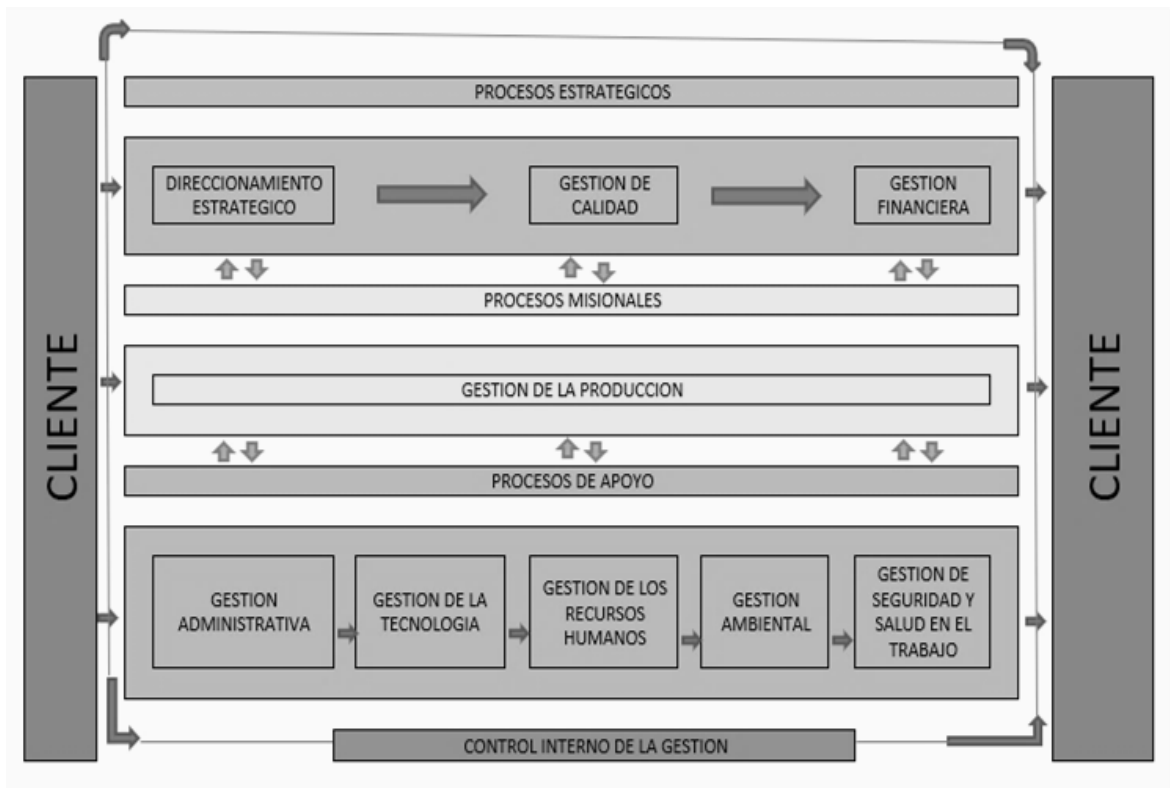 PROCESOS ESTRATEGICOS
DIRECCIONAMIENTO
ESTRATEGICO
GESTION DE
CALIDAD
GESTION
FINANCIERA
PROCESOS MISIONALES
CLIENTE
GESTION DE LA PRODUCCION
CLIENTE
PROCESOS DE APOYO
GESTION
ADMINISTRATIVA
GESTION DE LA
TECNOLOGIA
GESTION DE LOS
RECURSOS
HUMANOS
GESTION
AMBIENTAL
GESTION DE
SEGURIDAD Y
SALUD EN EL
TRABAJO
CONTROL INTERNO DE LA GESTION